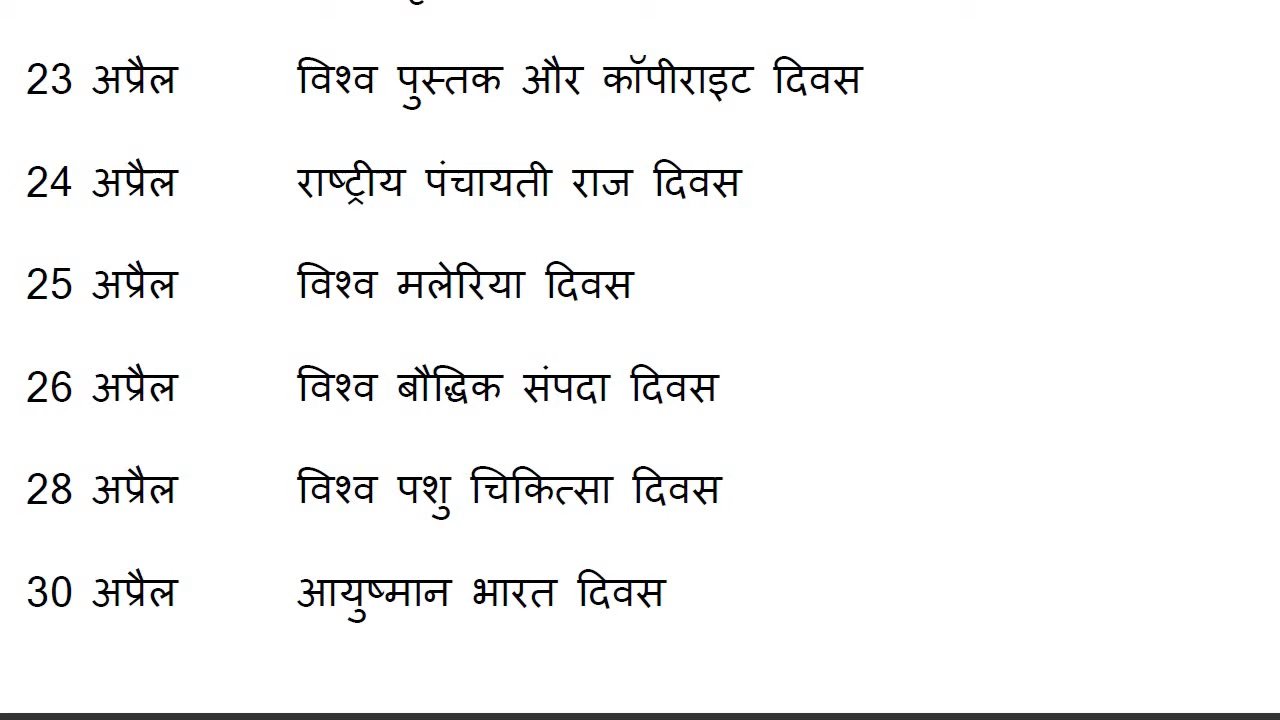 23 अप्रैल विश्व पुस्तक और कॉपीराइट दिवस
24 अप्रैल राष्ट्रीय पंचायती राज दिवस
25 अप्रैल विश्व मलेरिया दिवस
26 अप्रैल विश्व बौद्धिक संपदा दिवस
28 अप्रैल विश्व पशु चिकित्सा दिवस
30 अप्रैल आयुष्मान भारत दिवस